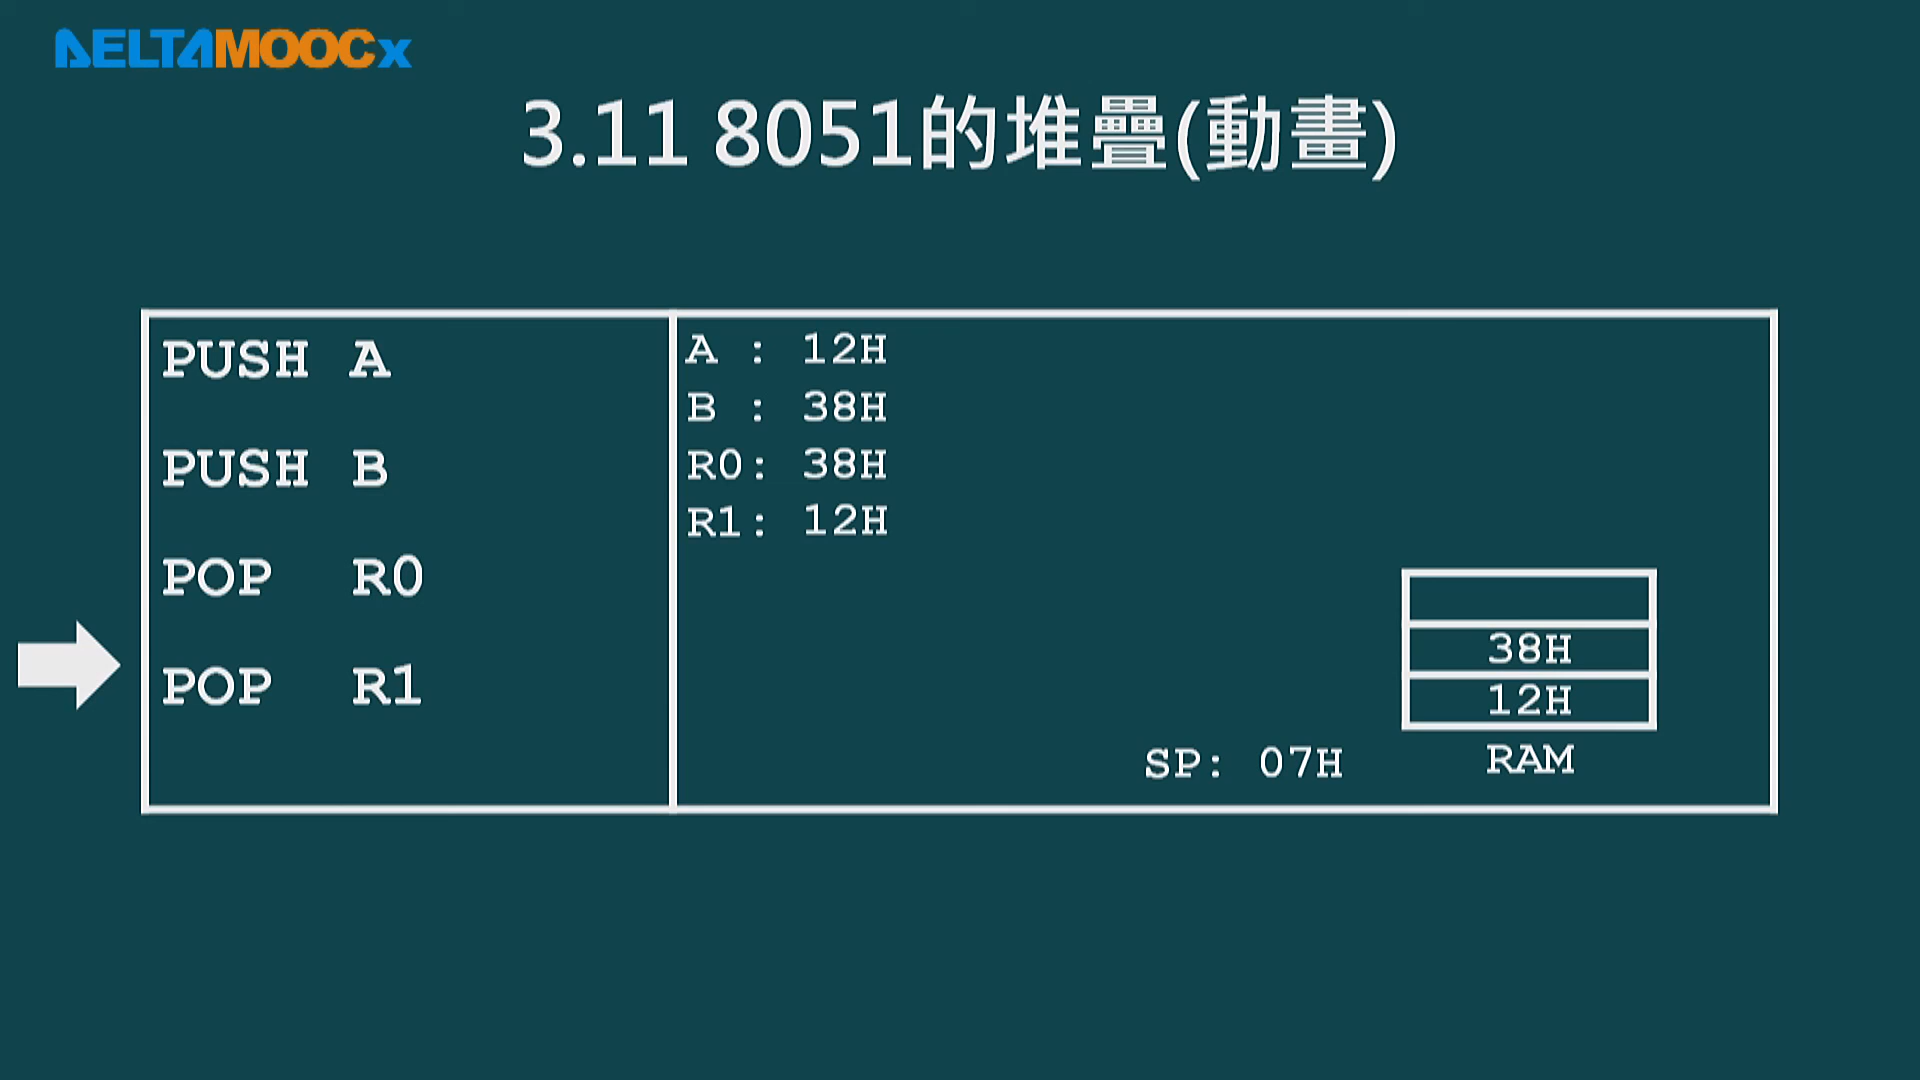 DELTAMOOCx
3.11 8051的堆疊(動畫)
PUSH A
PUSH B
POP R0
POP R1
A : 12H
B : 38H
R0: 38H
R1: 12H
38H
12H
SP: 07H
RAM